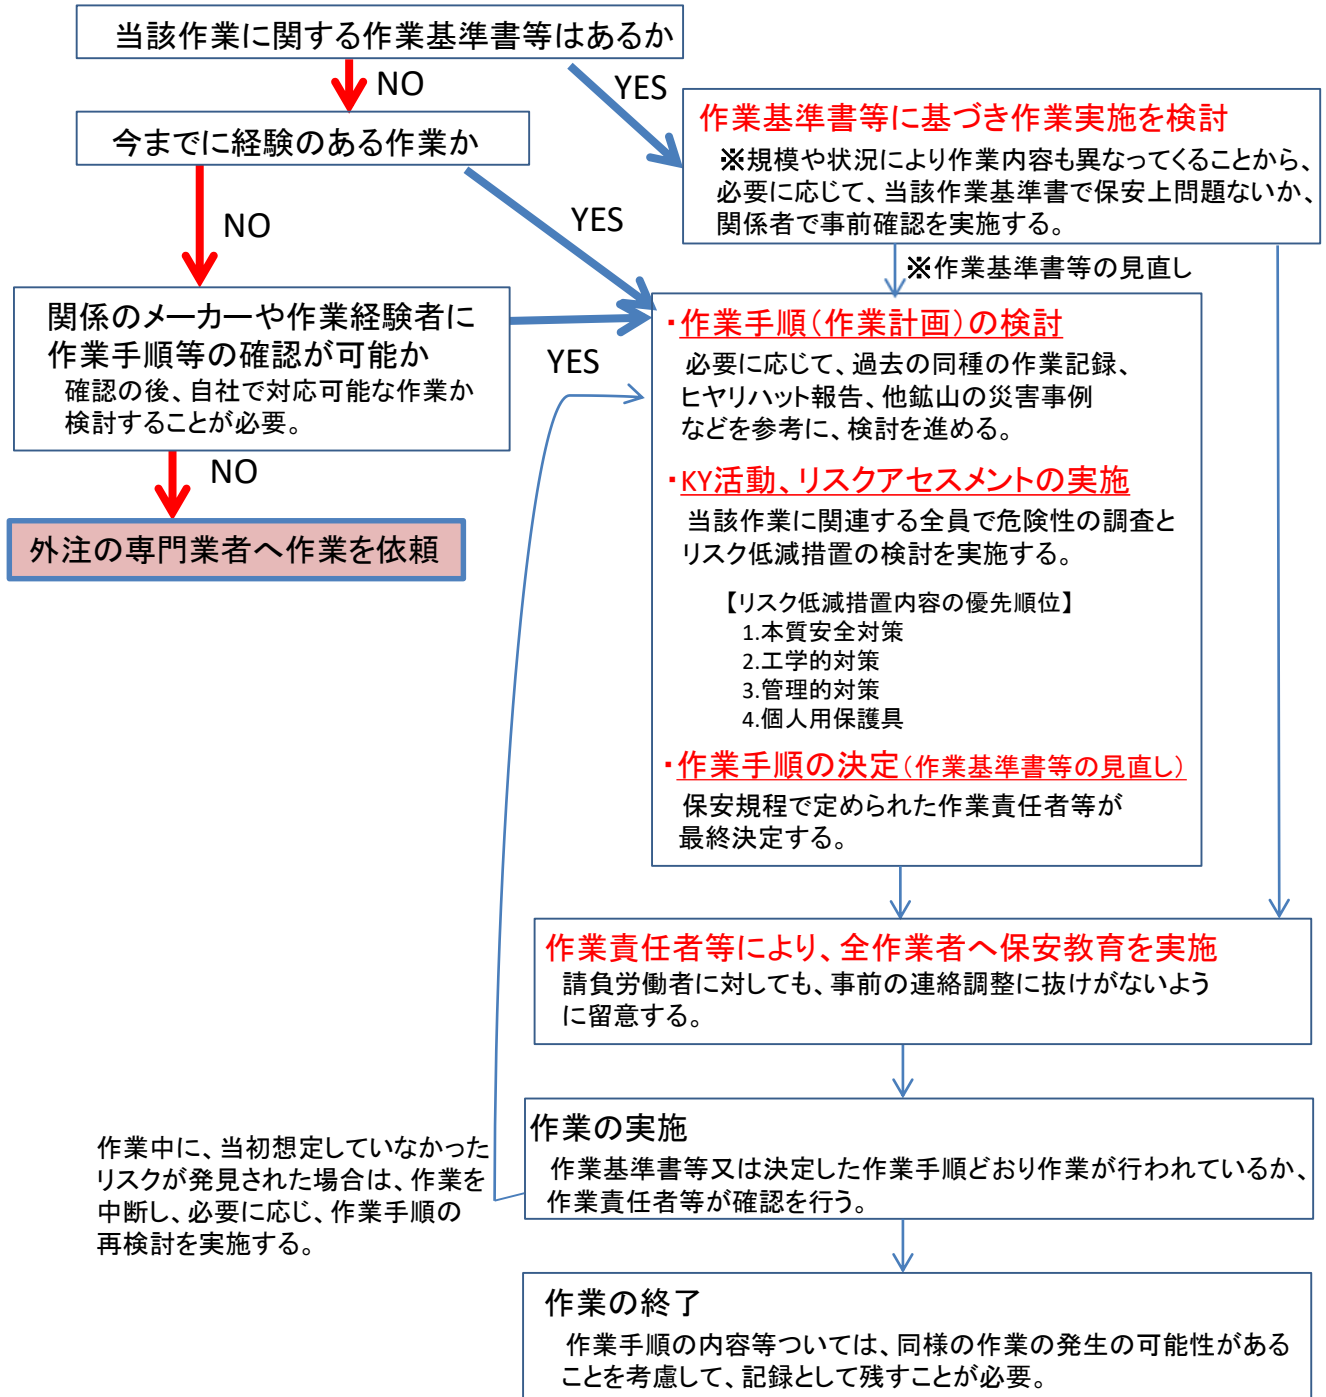 当該作業に関する作業基準書等はあるか
NO
YES
今までに経験のある作業か
作業基準書等に基づき作業実施を検討
※規模や状況により作業内容も異なってくることから、
必要に応じて、当該作業基準書で保安上問題ないか、
関係者で事前確認を実施する。
NO
YES
※作業基準書等の見直し
関係のメーカーや作業経験者に
作業手順等の確認が可能か
確認の後、自社で対応可能な作業か
検討することが必要。
YES
NO
外注の専門業者へ作業を依頼
・作業手順(作業計画)の検討
必要に応じて、過去の同種の作業記録、
ヒヤリハット報告、他鉱山の災害事例
などを参考に、検討を進める。
・KY活動、リスクアセスメントの実施
当該作業に関連する全員で危険性の調査と
リスク低減措置の検討を実施する。
【リスク低減措置内容の優先順位】
1.本質安全対策
2.工学的対策
3.管理的対策
4.個人用保護具
・作業手順の決定(作業基準書等の見直し)
保安規程で定められた作業責任者等が
最終決定する。
作業責任者等により、全作業者へ保安教育を実施
請負労働者に対しても、事前の連絡調整に抜けがないよう
に留意する。
作業の実施
作業基準書等又は決定した作業手順どおり作業が行われているか、
作業責任者等が確認を行う。
作業中に、当初想定していなかった
リスクが発見された場合は、作業を
中断し、必要に応じ、作業手順の
再検討を実施する。
作業の終了
作業手順の内容等ついては、同様の作業の発生の可能性がある
ことを考慮して、記録として残すことが必要。